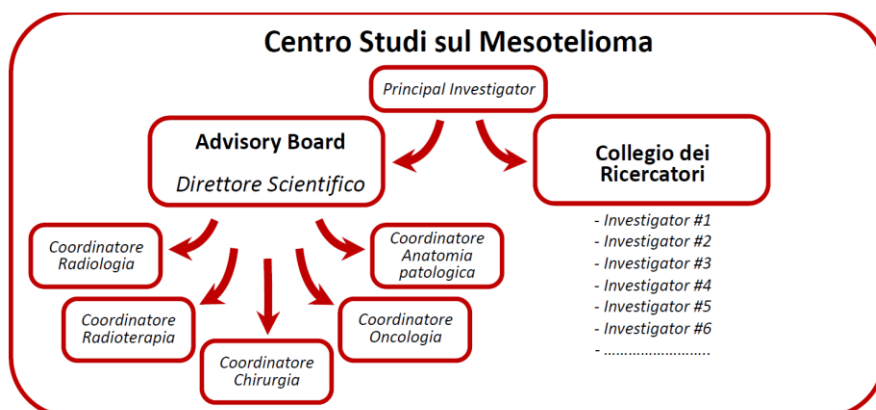 Centro Studi sul Mesotelioma
Principal Investigator
Advisory Board
Direttore Scientifico
Collegio dei
Ricercatori
Coordinatore
Radiologia
Coordinatore
Radioterapia
Coordinatore
Chirurgia
Coordinatore
Oncologia
Coordinatore
Anatomia
patologica
- Investigator #1
- Investigator #2
- Investigator #3
- Investigator #4
- Investigator #5
- Investigator #6
- ……………………..